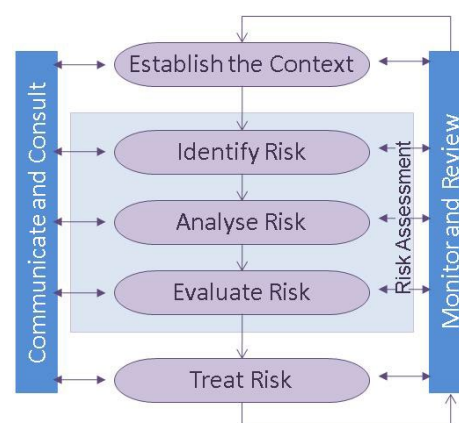 Establish the Context
Communicate and Consult
Identify Risk
Analyse Risk
Evaluate Risk
Risk Assessment
Monitor and Review
Treat Risk